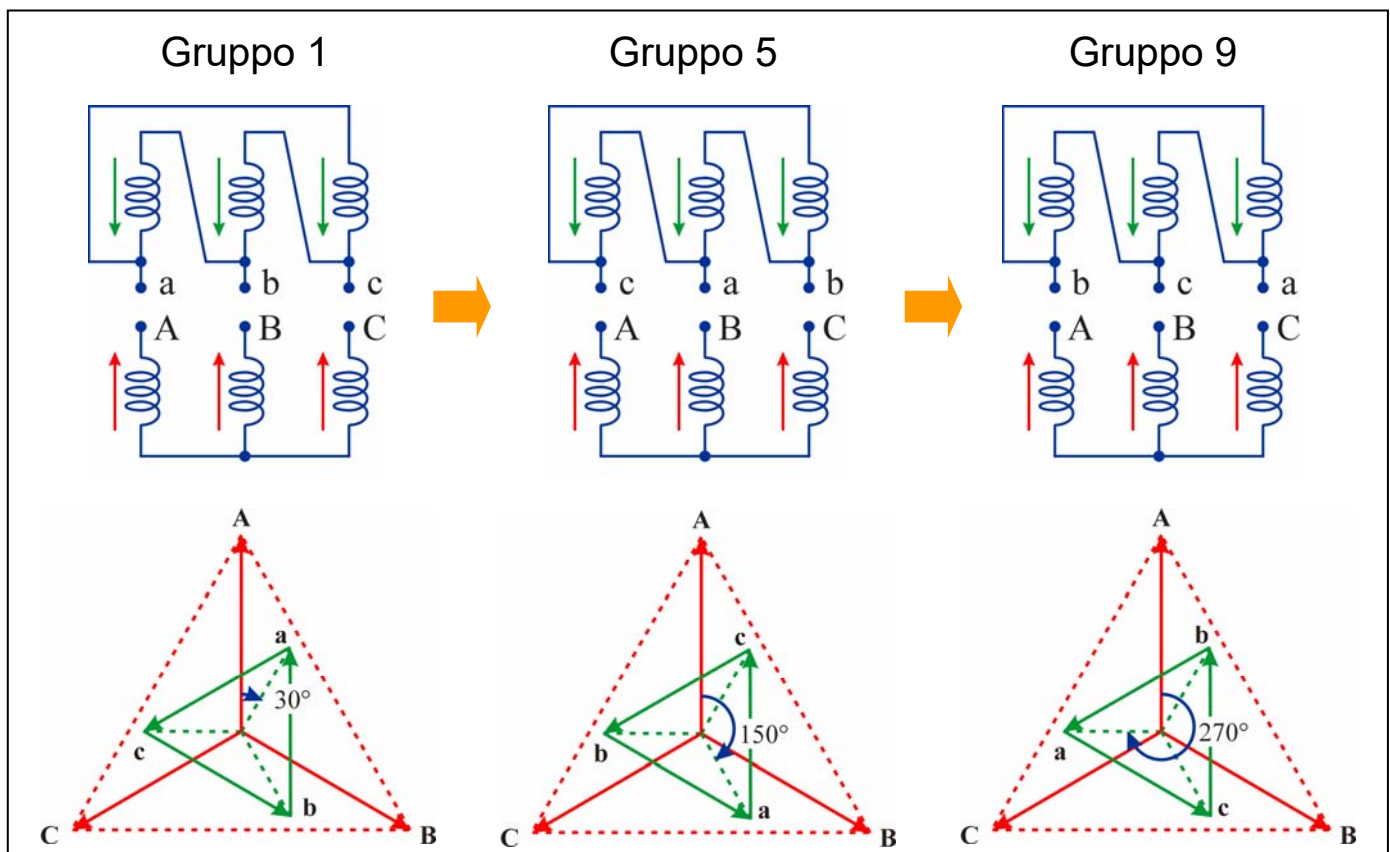 Gruppo 1 Gruppo 5 Gruppo 9
a b c c a b b c a
A B C A B C A B C
A A A
a c b
30° 150° 270°
c b a
b a c
C B C B C B